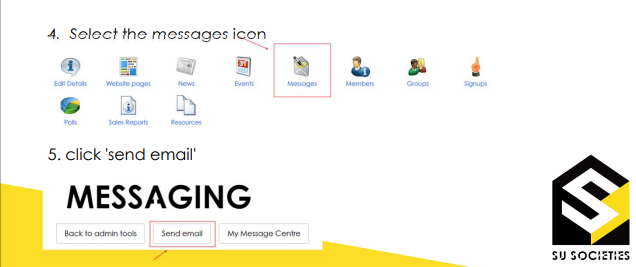 4. Select the messages icon
Edit Details Website pages News Events Messages Members Groups Signups
Polls Sales Reports Resources
5. click 'send email'
MESSAGING
Back to admin tools Send email My Message Centre
SU SOCIETIES